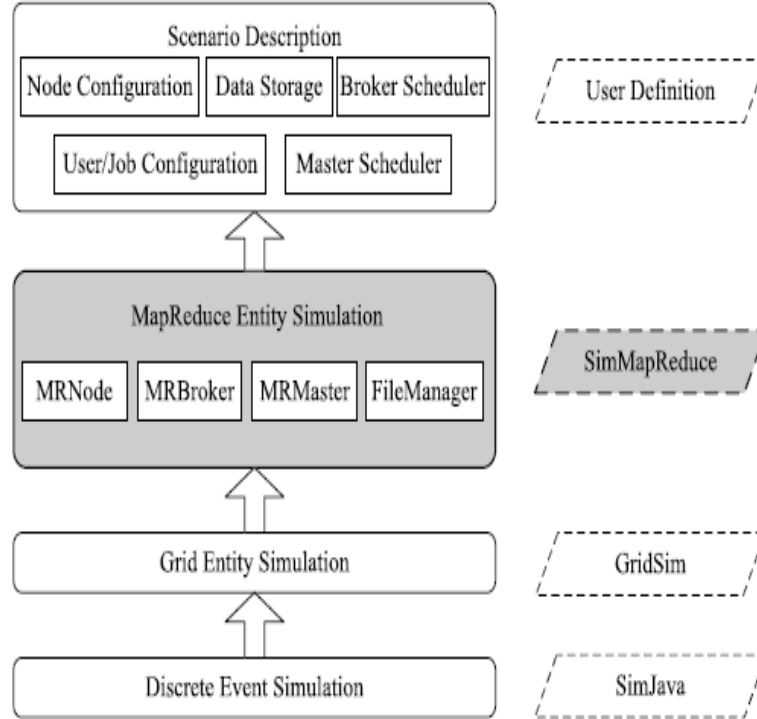 Scenario Description
Node Configuration
Data Storage
Broker Scheduler
User Definition
User/Job Configuration
Master Scheduler
MapReduce Entity Simulation
SimMapReduce
MRNode
MRBroker
MRMaster
FileManager
Grid Entity Simulation
GridSim
Discrete Event Simulation
SimJava